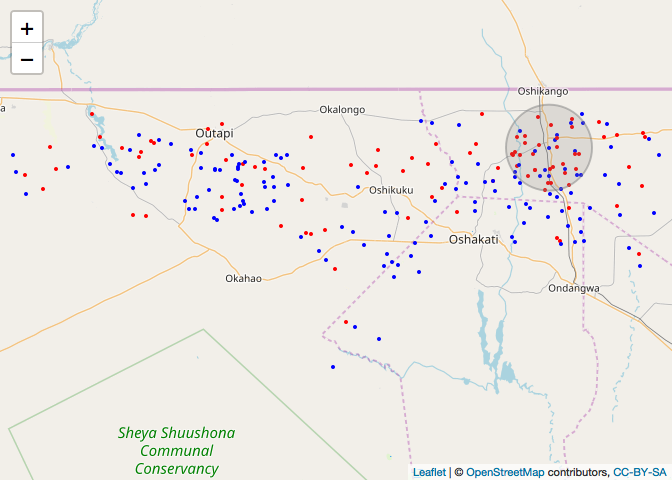 +
−
Oshikango
a
Okalongo
Outapi
Oshikuku
Oshakati
Okahao
Ondangwa
Sheya Shuushona
Communal
Conservancy
Leaflet | © OpenStreetMap contributors, CC-BY-SA